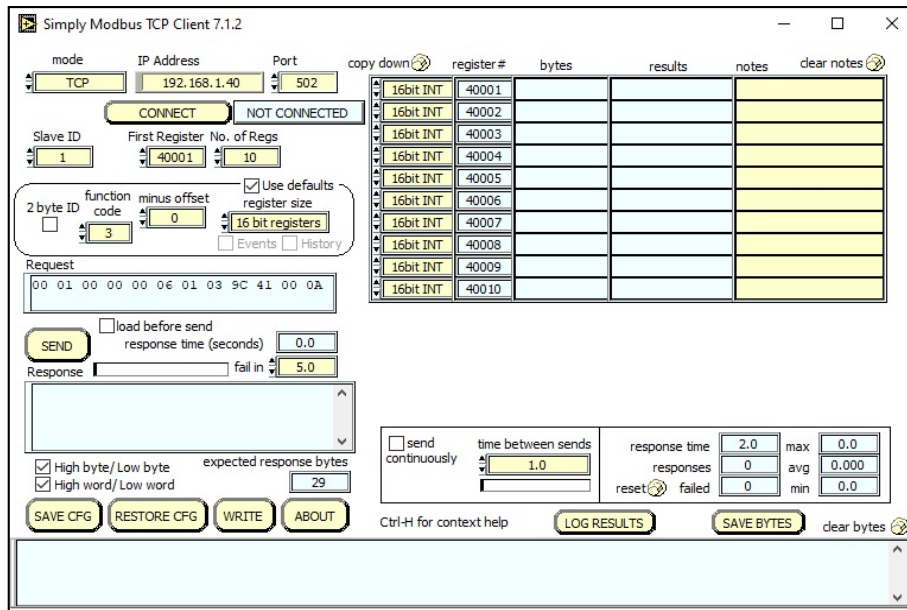 Simply Modbus TCP Client 7.1.2
mode IP Address Port
TCP 192.168.1.40 502
CONNECT NOT CONNECTED
Slave ID First Register No. of Regs
1 40001 10
Use defaults
2 byte ID function code minus offset register size
3 0 16 bit registers
Events History
Request
00 01 00 00 00 06 01 03 9C 41 00 0A
load before send
SEND response time (seconds) 0.0
Response fail in 5.0
High byte/ Low byte expected response bytes
High word/ Low word 29
SAVE CFG RESTORE CFG WRITE ABOUT
copy down register# bytes results notes clear notes
16bit INT 40001
16bit INT 40002
16bit INT 40003
16bit INT 40004
16bit INT 40005
16bit INT 40006
16bit INT 40007
16bit INT 40008
16bit INT 40009
16bit INT 40010
send continuously time between sends
1.0
response time 2.0 max 0.0
responses 0 avg 0.000
reset failed 0 min 0.0
Ctrl-H for context help LOG RESULTS SAVE BYTES clear bytes